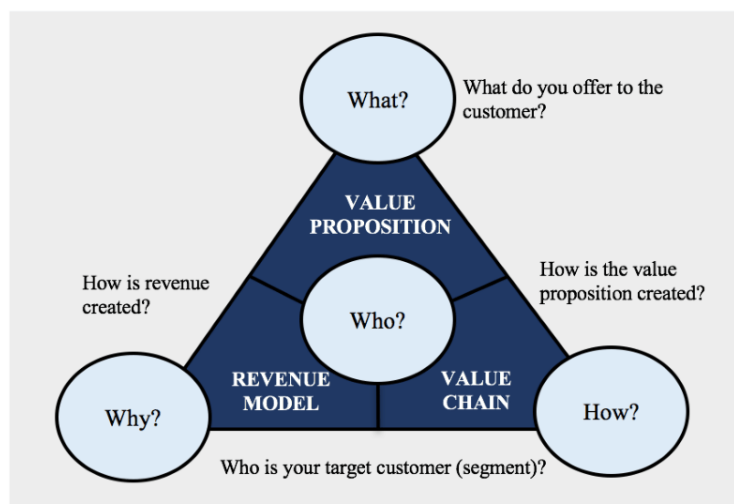 What?
What do you offer to the
customer?
VALUE
PROPOSITION
How is revenue
created?
How is the value
proposition created?
Who?
REVENUE
MODEL
VALUE
CHAIN
Why?
How?
Who is your target customer (segment)?